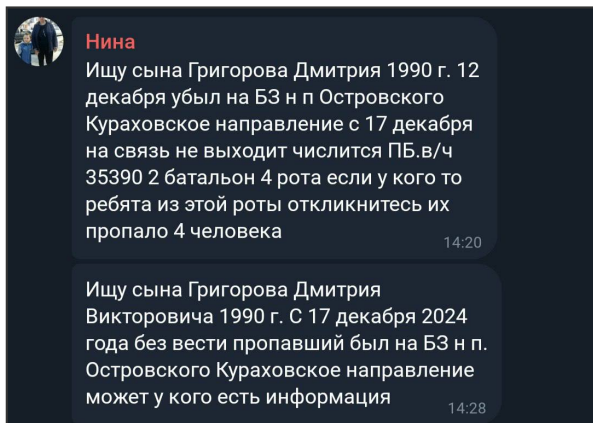 Нина
Ищу сына Григорова Дмитрия 1990 г. 12
декабря убыл на БЗ н п Островского
Кураховское направление с 17 декабря
на связь не выходит числится ПБ.в/ч
35390 2 батальон 4 рота если у кого то
ребята из этой роты откликнитесь их
пропало 4 человека
14:20
Ищу сына Григорова Дмитрия
Викторовича 1990 г. С 17 декабря 2024
года без вести пропавший был на БЗ н п.
Островского Кураховское направление
может у кого есть информация
14:28